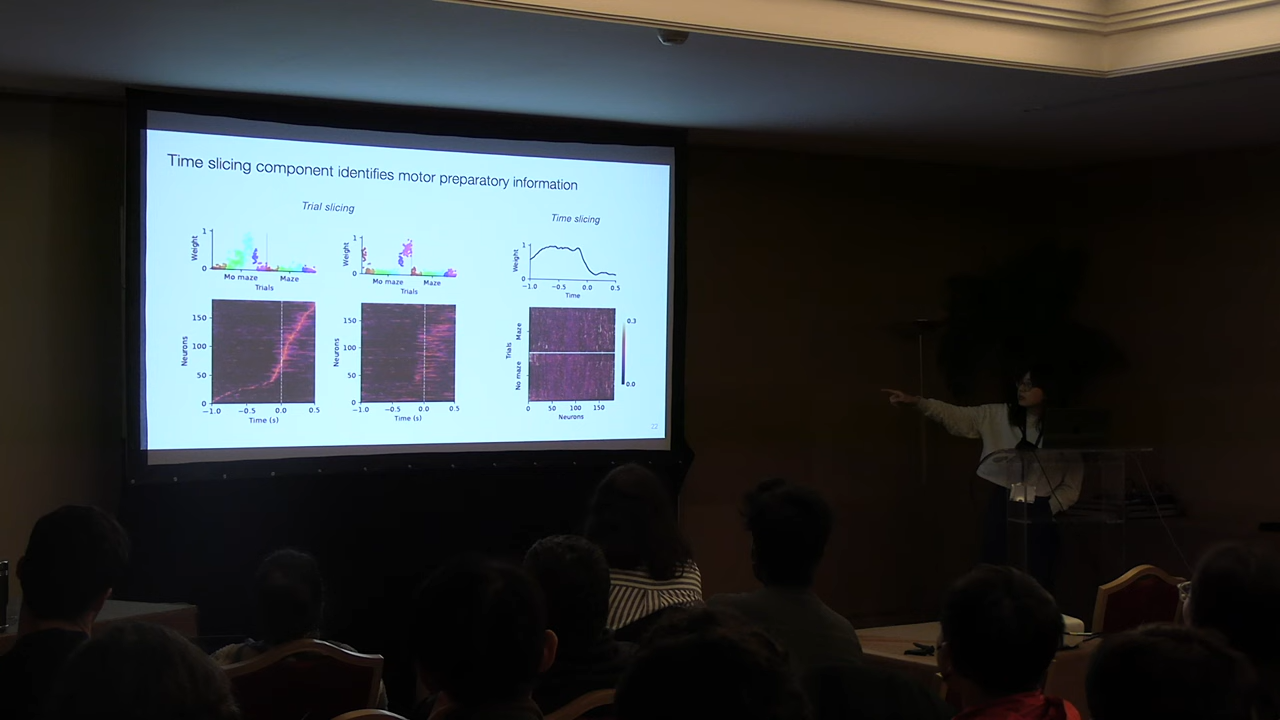 Time slicing component identifies motor preparatory information
Trial slicing
Time slicing
Weight
1
0
Mo maze
Maze
Trials
Weight
1
0
Mo maze
Maze
Trials
Weight
1
0
−1.0
−0.5
0.0
0.5
Time
Neurons
150
100
50
0
−1.0
−0.5
0.0
0.5
Time (s)
Neurons
150
100
50
0
−1.0
−0.5
0.0
0.5
Time (s)
Trials
Maze
No maze
0
50
100
150
Neurons
0.3
0.0
22